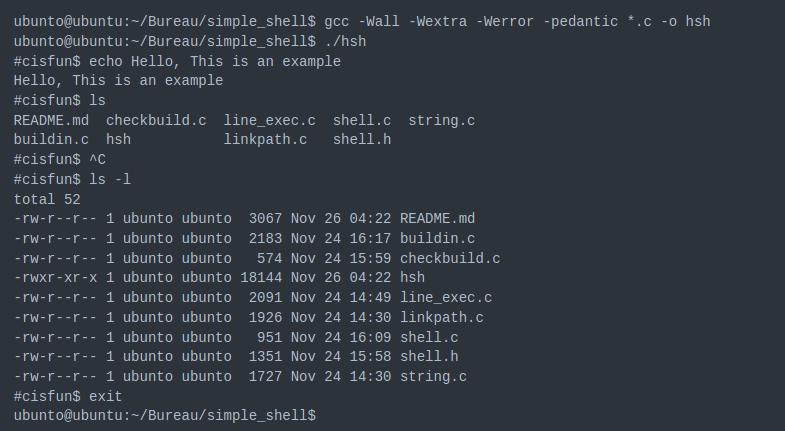 ubunto@ubuntu:~/Bureau/simple_shell$ gcc -Wall -Wextra -Werror -pedantic *.c -o hsh
ubunto@ubuntu:~/Bureau/simple_shell$ ./hsh
#cisfun$ echo Hello, This is an example
Hello, This is an example
#cisfun$ ls
README.md  checkbuild.c  line_exec.c  shell.c  string.c
buildin.c  hsh           linkpath.c   shell.h
#cisfun$ ^C
#cisfun$ ls -l
total 52
-rw-r--r-- 1 ubunto ubunto  3067 Nov 26 04:22 README.md
-rw-r--r-- 1 ubunto ubunto  2183 Nov 24 16:17 buildin.c
-rw-r--r-- 1 ubunto ubunto   574 Nov 24 15:59 checkbuild.c
-rwxr-xr-x 1 ubunto ubunto 18144 Nov 26 04:22 hsh
-rw-r--r-- 1 ubunto ubunto  2091 Nov 24 14:49 line_exec.c
-rw-r--r-- 1 ubunto ubunto  1926 Nov 24 14:30 linkpath.c
-rw-r--r-- 1 ubunto ubunto   951 Nov 24 16:09 shell.c
-rw-r--r-- 1 ubunto ubunto  1351 Nov 24 15:58 shell.h
-rw-r--r-- 1 ubunto ubunto  1727 Nov 24 14:30 string.c
#cisfun$ exit
ubunto@ubuntu:~/Bureau/simple_shell$